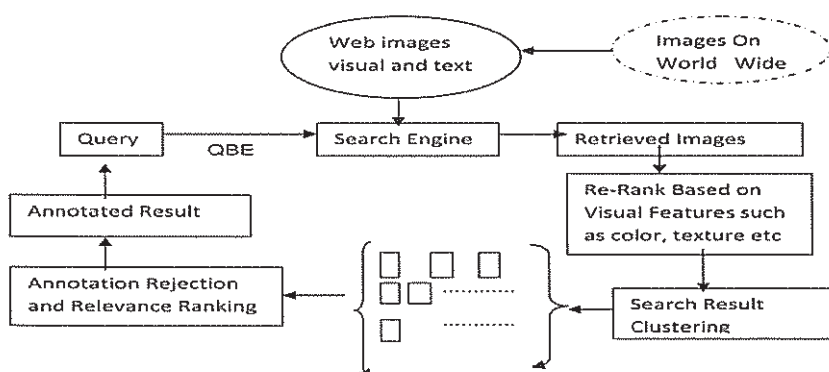 Web images
visual and text
Images On
World Wide
Query
QBE
Search Engine
Retrieved Images
Annotated Result
Re-Rank Based on
Visual Features such
as color, texture etc
Annotation Rejection
and Relevance Ranking
Search Result
Clustering